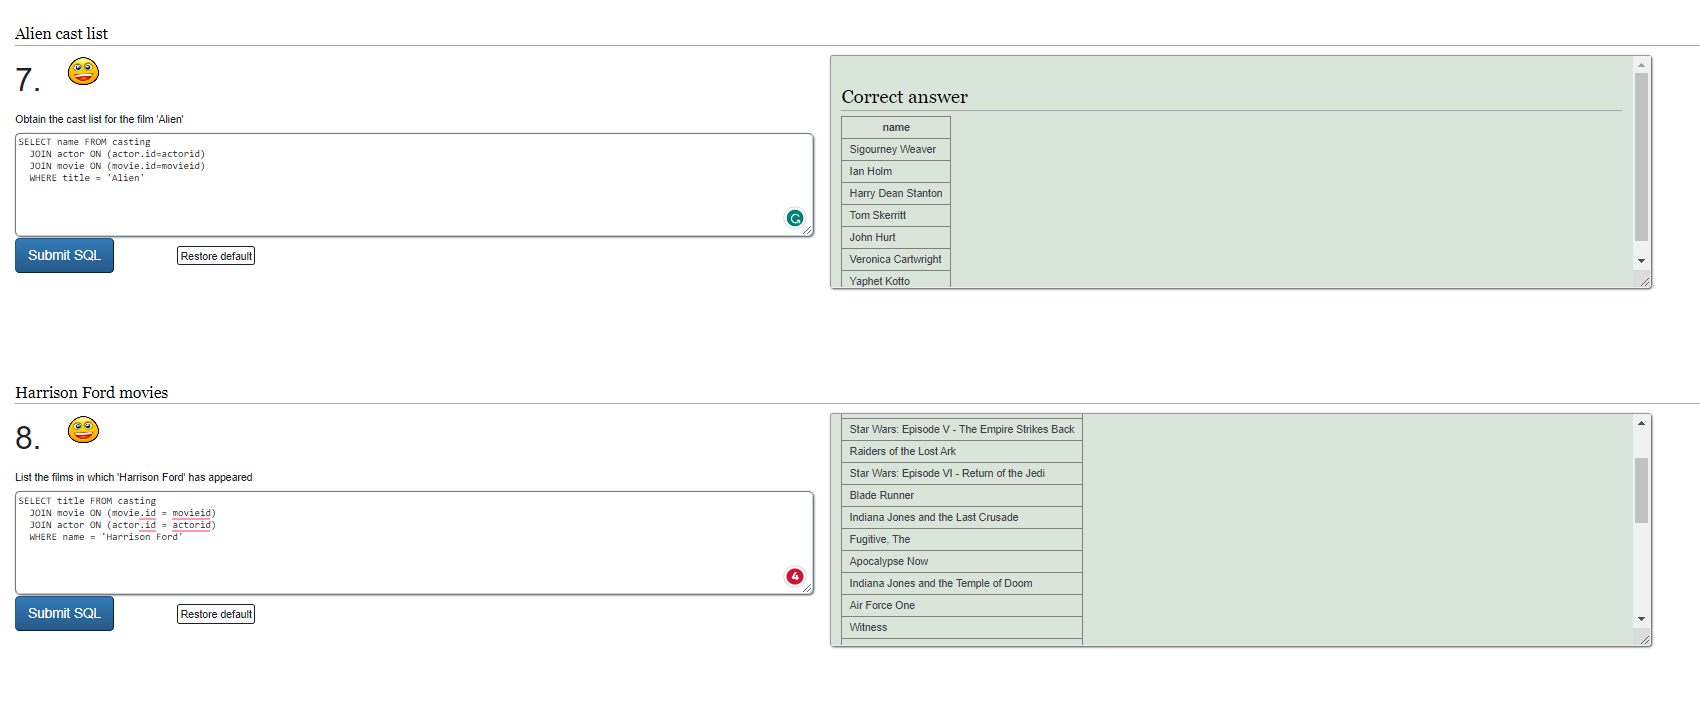 Alien cast list
7.
Obtain the cast list for the film 'Alien'
SELECT name FROM casting
JOIN actor ON (actor.id=actorid)
JOIN movie ON (movie.id=movieid)
WHERE title = 'Alien'
Submit SQL
Restore default
Correct answer
name
Sigourney Weaver
Ian Holm
Harry Dean Stanton
Tom Skerritt
John Hurt
Veronica Cartwright
Yaphet Kotto
Harrison Ford movies
8.
List the films in which 'Harrison Ford' has appeared
SELECT title FROM casting
JOIN movie ON (movie.id = movieid)
JOIN actor ON (actor.id = actorid)
WHERE name = 'Harrison Ford'
4
Submit SQL
Restore default
Star Wars: Episode V - The Empire Strikes Back
Raiders of the Lost Ark
Star Wars: Episode VI - Return of the Jedi
Blade Runner
Indiana Jones and the Last Crusade
Fugitive, The
Apocalypse Now
Indiana Jones and the Temple of Doom
Air Force One
Witness